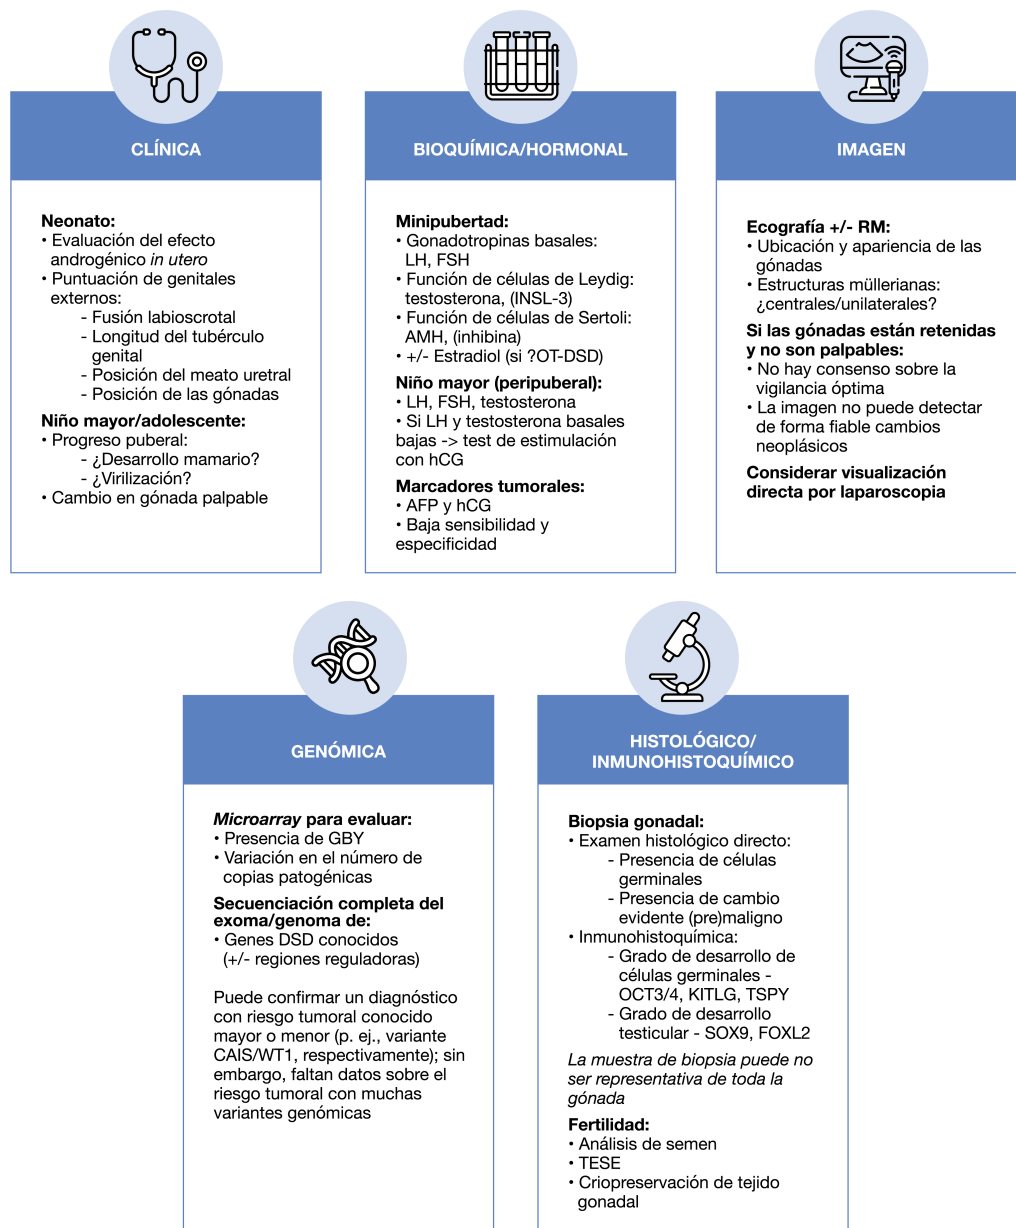 CLÍNICA
Neonato:
• Evaluación del efecto
androgénico in utero
• Puntuación de genitales
externos:
- Fusión labioscrotal
- Longitud del tubérculo
genital
- Posición del meato uretral
- Posición de las gónadas
Niño mayor/adolescente:
• Progreso puberal:
- ¿Desarrollo mamario?
- ¿Virilización?
• Cambio en gónada palpable
BIOQUÍMICA/HORMONAL
Minipubertad:
• Gonadotropinas basales:
LH, FSH
• Función de células de Leydig:
testosterona, (INSL-3)
• Función de células de Sertoli:
AMH, (inhibina)
• +/- Estradiol (si ?OT-DSD)
Niño mayor (peripuberal):
• LH, FSH, testosterona
• Si LH y testosterona basales
bajas -> test de estimulación
con hCG
Marcadores tumorales:
• AFP y hCG
• Baja sensibilidad y
especificidad
IMAGEN
Ecografía +/- RM:
• Ubicación y apariencia de las
gónadas
• Estructuras müllerianas:
¿centrales/unilaterales?
Si las gónadas están retenidas
y no son palpables:
• No hay consenso sobre la
vigilancia óptima
• La imagen no puede detectar
de forma fiable cambios
neoplásicos
Considerar visualización
directa por laparoscopia
GENÓMICA
Microarray para evaluar:
• Presencia de GBY
• Variación en el número de
copias patogénicas
Secuenciación completa del
exoma/genoma de:
• Genes DSD conocidos
(+/- regiones reguladoras)
Puede confirmar un diagnóstico
con riesgo tumoral conocido
mayor o menor (p. ej., variante
CAIS/WT1, respectivamente); sin
embargo, faltan datos sobre el
riesgo tumoral con muchas
variantes genómicas
HISTOLÓGICO/
INMUNOHISTOQUÍMICO
Biopsia gonadal:
• Examen histológico directo:
- Presencia de células
germinales
- Presencia de cambio
evidente (pre)maligno
• Inmunohistoquímica:
- Grado de desarrollo de
células germinales -
OCT3/4, KITLG, TSPY
- Grado de desarrollo
testicular - SOX9, FOXL2
La muestra de biopsia puede no
ser representativa de toda la
gónada
Fertilidad:
• Análisis de semen
• TESE
• Criopreservación de tejido
gonadal